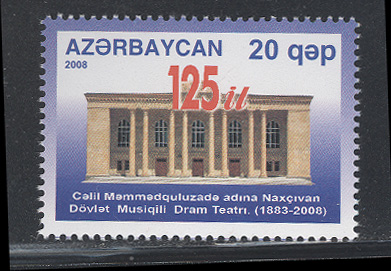 AZƏRBAYCAN 20 qəp
2008
125 il
Cəlil Məmmədquluzadə adına Naxçıvan
Dövlət Musiqili Dram Teatrı. (1883-2008)